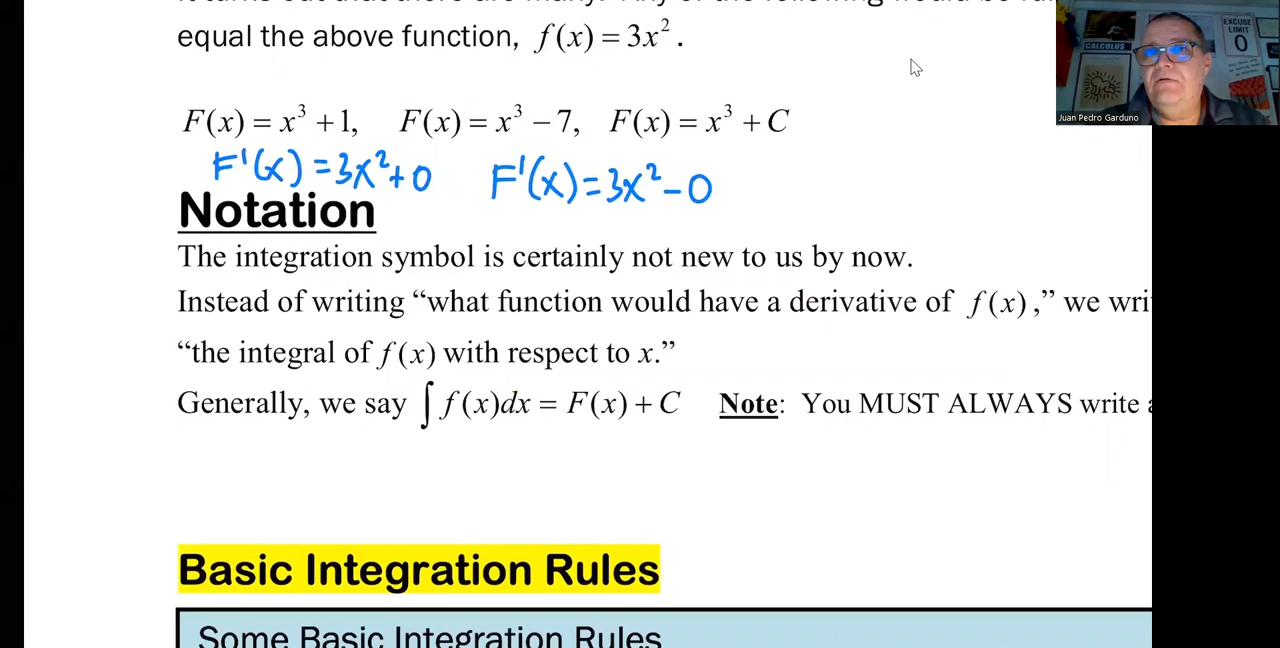 equal the above function, f(x) = 3x².
F(x) = x³ + 1, F(x) = x³ − 7, F(x) = x³ + C
F'(x) = 3x² + 0 F'(x) = 3x² − 0
Notation
The integration symbol is certainly not new to us by now.
Instead of writing “what function would have a derivative of f(x),” we
“the integral of f(x) with respect to x.”
Generally, we say ∫ f(x)dx = F(x) + C Note: You MUST ALWAYS write
Basic Integration Rules
Some Basic Integration Rules
CALCULUS
EXCUSE
LIMIT
0
Juan Pedro Garduno